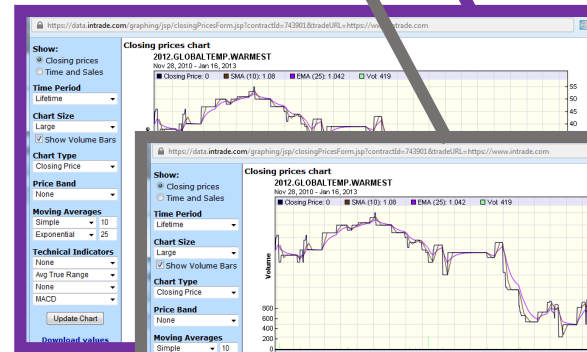 https://data.intrade.com/graphing/jsp/closingPricesForm.jsp?contractId=743901&tradeURL=https://www.intrade.com
Show:
Closing prices
Time and Sales
Time Period
Lifetime
Chart Size
Large
Show Volume Bars
Chart Type
Closing Price
Price Band
None
Moving Averages
Simple 10
Exponential 25
Technical Indicators
None
Avg True Range
None
MACD
Update Chart
Download values
Closing prices chart
2012.GLOBALTEMP.WARMEST
Nov 28, 2010 - Jan 16, 2013
Closing Price: 0 SMA (10): 1.08 EMA (25): 1.042 Vol: 419
55
50
45
40
https://data.intrade.com/graphing/jsp/closingPricesForm.jsp?contractId=743901&tradeURL=https://www.intrade.com
Show:
Closing prices
Time and Sales
Time Period
Lifetime
Chart Size
Large
Show Volume Bars
Chart Type
Closing Price
Price Band
None
Moving Averages
Simple 10
Closing prices chart
2012.GLOBALTEMP.WARMEST
Nov 28, 2010 - Jan 16, 2013
Closing Price: 0 SMA (10): 1.08 EMA (25): 1.042 Vol: 419
Volume
800
600
400
200
0